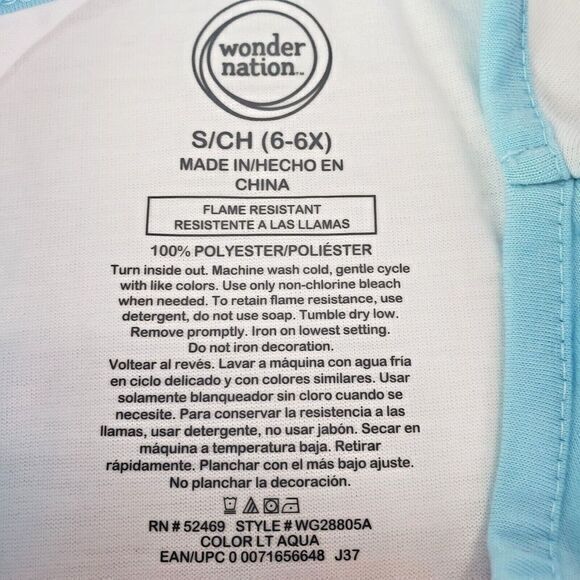 wonder
nation™
S/CH (6-6X)
MADE IN/HECHO EN
CHINA
FLAME RESISTANT
RESISTENTE A LAS LLAMAS
100% POLYESTER/POLIÉSTER
Turn inside out. Machine wash cold, gentle cycle
with like colors. Use only non-chlorine bleach
when needed. To retain flame resistance, use
detergent, do not use soap. Tumble dry low.
Remove promptly. Iron on lowest setting.
Do not iron decoration.
Voltear al revés. Lavar a máquina con agua fría
en ciclo delicado y con colores similares. Usar
solamente blanqueador sin cloro cuando se
necesite. Para conservar la resistencia a las
llamas, usar detergente, no usar jabón. Secar en
máquina a temperatura baja. Retirar
rápidamente. Planchar con el más bajo ajuste.
No planchar la decoración.
RN # 52469 STYLE # WG28805A
COLOR LT AQUA
EAN/UPC 0 0071656648 J37